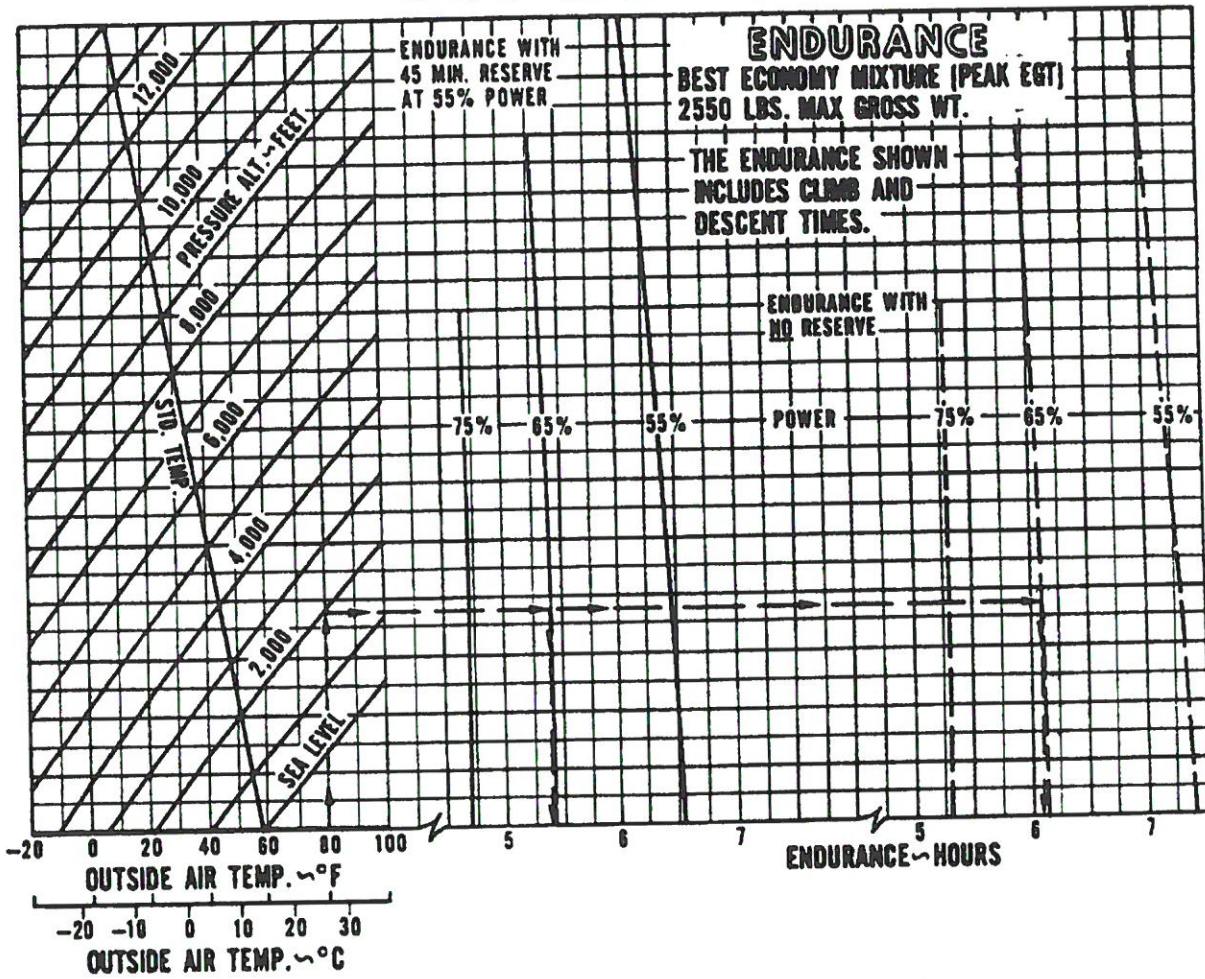 ENDURANCE WITH
45 MIN. RESERVE
AT 55% POWER
ENDURANCE
BEST ECONOMY MIXTURE (PEAK EGT)
2550 LBS. MAX GROSS WT.
THE ENDURANCE SHOWN
INCLUDES CLIMB AND
DESCENT TIMES.
ENDURANCE WITH
NO RESERVE
12,000
10,000
PRESSURE ALT.~FEET
8,000
STD. TEMP.
6,000
4,000
2,000
SEA LEVEL
75% 65% 55% POWER 75% 65% 55%
-20 0 20 40 60 80 100 5 6 7 5 6 7
OUTSIDE AIR TEMP.~°F
ENDURANCE~HOURS
-20 -10 0 10 20 30
OUTSIDE AIR TEMP.~°C